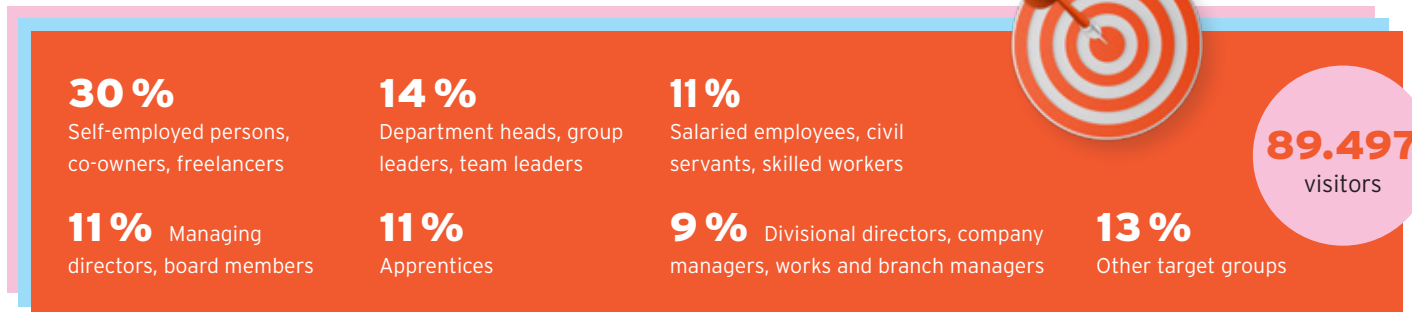 30 %
Self-employed persons,
co-owners, freelancers
14 %
Department heads, group
leaders, team leaders
11 %
Salaried employees, civil
servants, skilled workers
89.497
visitors
11 % Managing
directors, board members
11 %
Apprentices
9 % Divisional directors, company
managers, works and branch managers
13 %
Other target groups